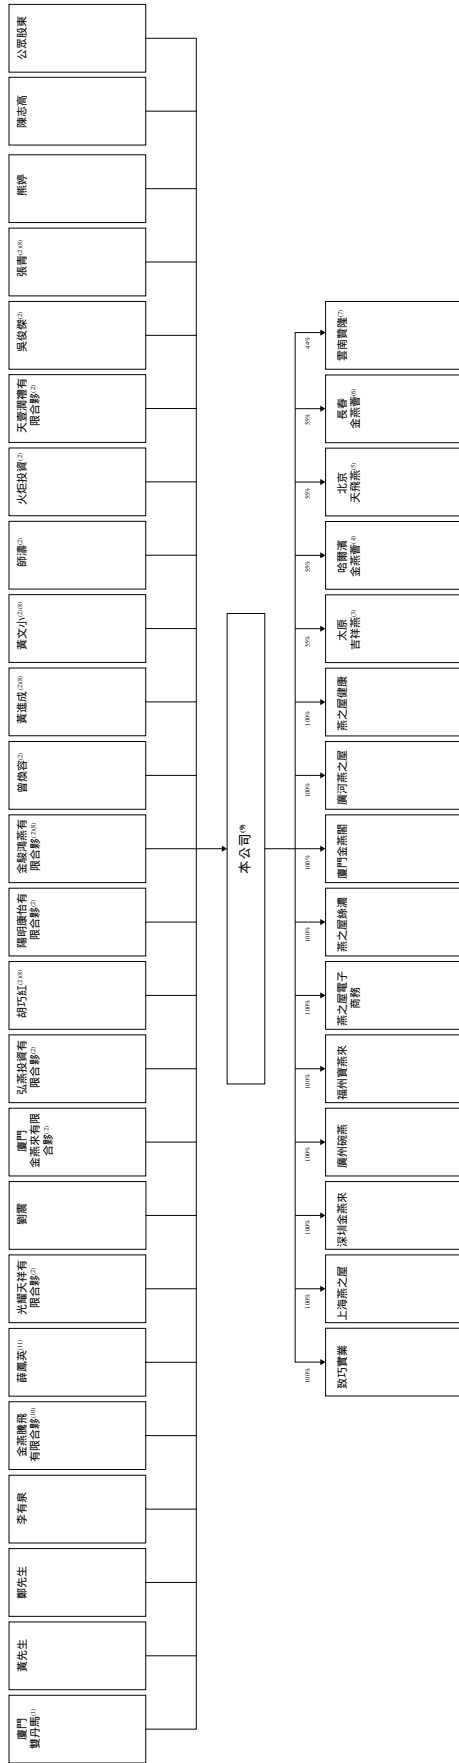 廈門
雙丹馬(1)
黃先生
鄭先生
李有泉
金燕騰飛
有限合夥(10)
薛鳳英(11)
光耀天祥有
限合夥(2)
劉震
廈門
金燕來有限
合夥(2)
弘燕投資有
限合夥(2)
胡巧紅(2)(8)
陽明康怡有
限合夥(2)
金駿鴻燕有
限合夥(2)(8)
曾煥容(2)
黃進成(2)(8)
黃文小(2)(8)
師濤(2)
火炬投資(2)
天壹潤禮有
限合夥(2)
吳俊傑(2)
張青(2)(8)
熊婷
陳志高
公眾股東
本公司(9)
100%
100%
100%
100%
100%
100%
100%
100%
100%
100%
55%
55%
55%
55%
44%
致巧實業
上海燕之屋
深圳金燕來
廣州碗燕
福州寶燕來
燕之屋電子
商務
燕之屋絲濃
廈門金燕閣
廣河燕之屋
燕之屋健康
太原
吉祥燕(3)
哈爾濱
金燕薈(4)
北京
天飛燕(5)
長春
金燕薈(6)
雲南贊隆(7)